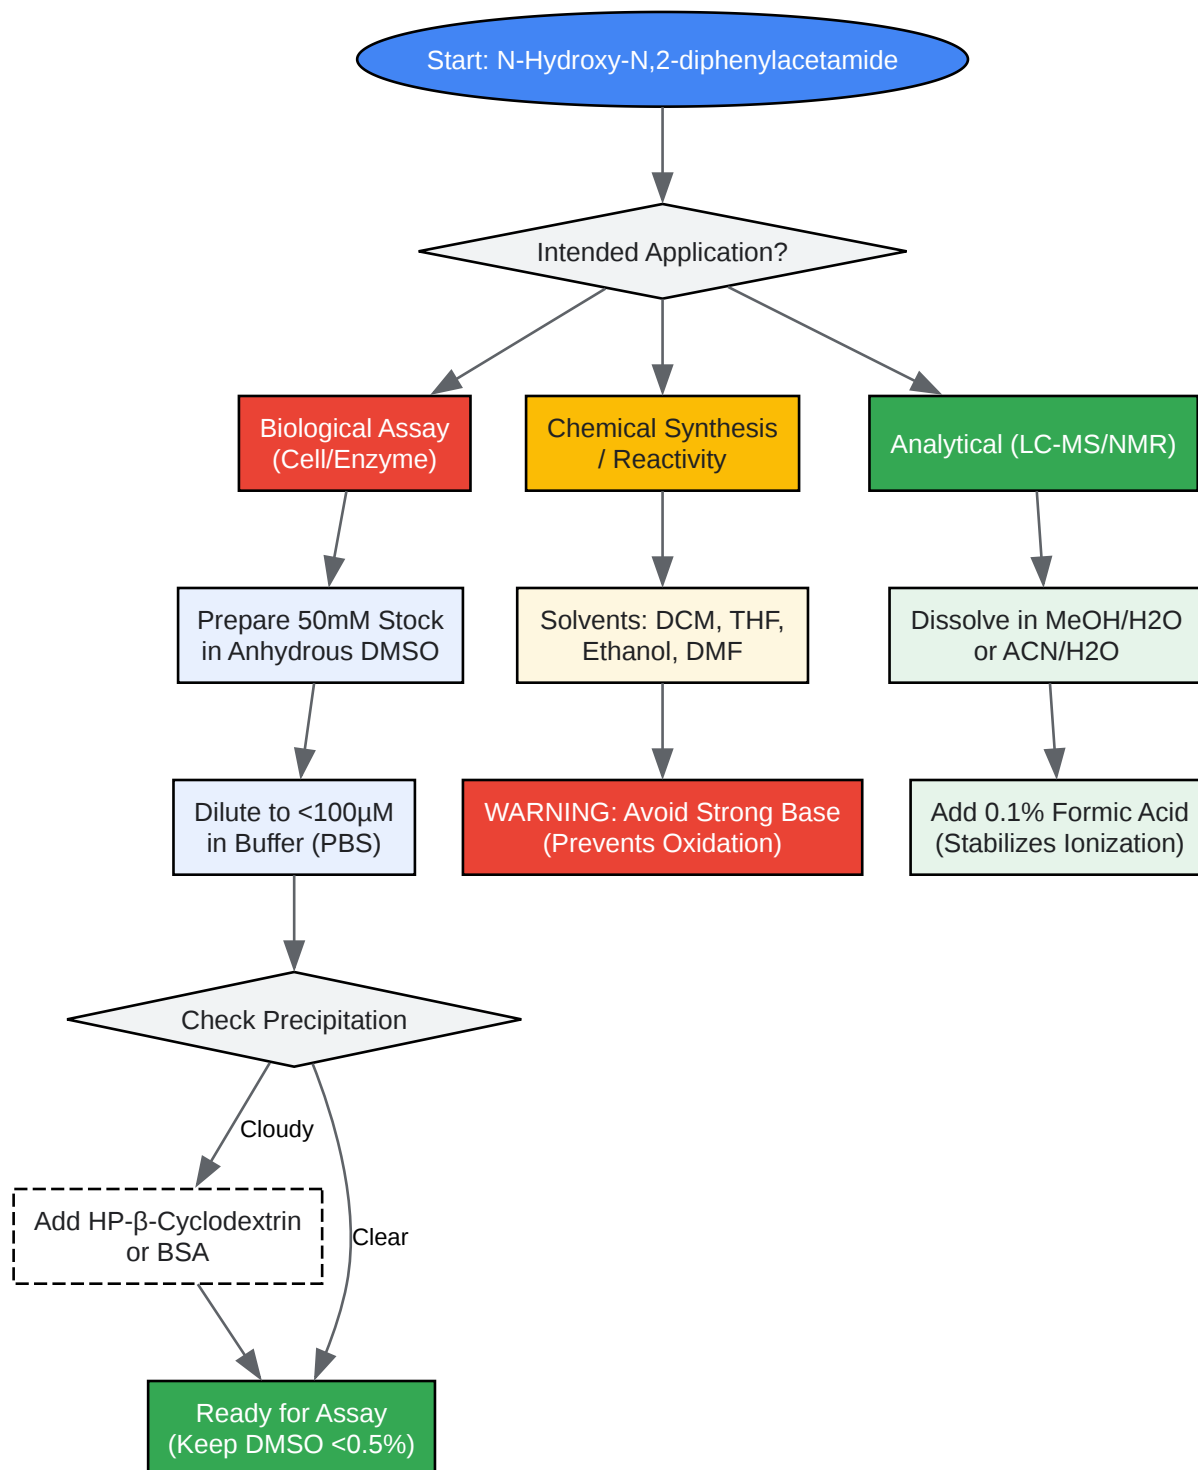 Start: N-Hydroxy-N,2-diphenylacetamide
Intended Application?
Biological Assay
(Cell/Enzyme)
Chemical Synthesis
/ Reactivity
Analytical (LC-MS/NMR)
Prepare 50mM Stock
in Anhydrous DMSO
Solvents: DCM, THF,
Ethanol, DMF
Dissolve in MeOH/H2O
or ACN/H2O
Dilute to <100µM
in Buffer (PBS)
WARNING: Avoid Strong Base
(Prevents Oxidation)
Add 0.1% Formic Acid
(Stabilizes Ionization)
Check Precipitation
Cloudy
Add HP-β-Cyclodextrin
or BSA
Clear
Ready for Assay
(Keep DMSO <0.5%)